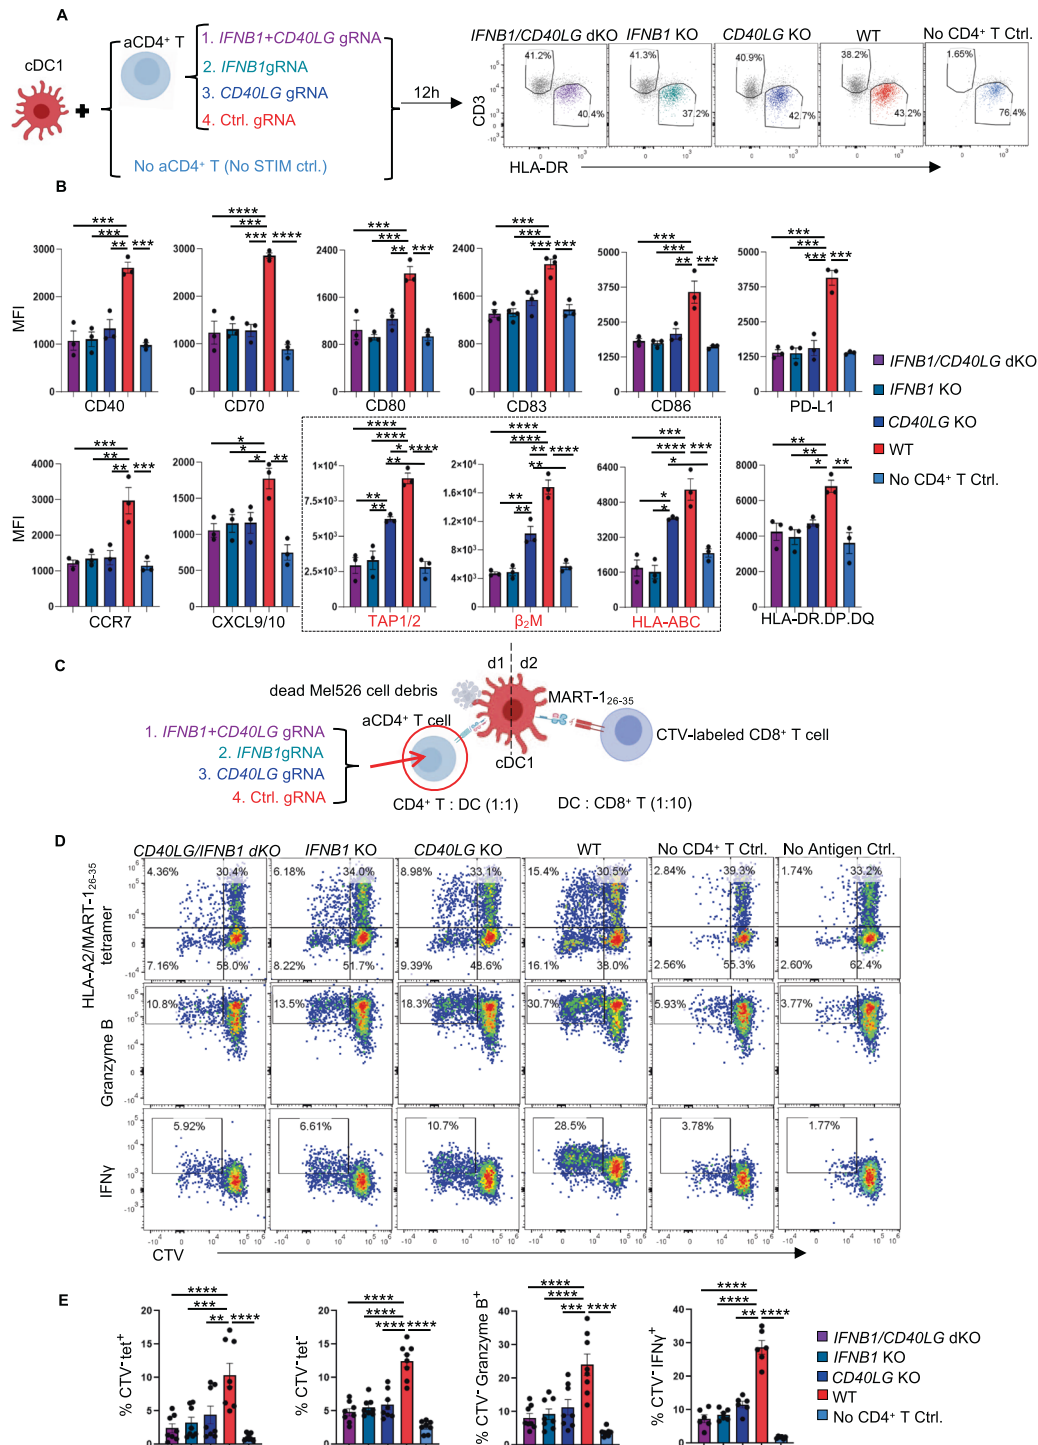 A
cDC1
aCD4⁺ T
1. IFNB1+CD40LG gRNA
2. IFNB1gRNA
3. CD40LG gRNA
4. Ctrl. gRNA
No aCD4⁺ T (No STIM ctrl.)
12h
IFNB1/CD40LG dKO IFNB1 KO CD40LG KO WT No CD4⁺ T Ctrl.
41.2% 41.3% 40.9% 38.2% 1.65%
40.4% 37.2% 42.7% 43.2% 76.4%
CD3
HLA-DR
B
MFI
CD40 CD70 CD80 CD83 CD86 PD-L1
IFNB1/CD40LG dKO
IFNB1 KO
CD40LG KO
WT
No CD4⁺ T Ctrl.
MFI
CCR7 CXCL9/10 TAP1/2 β₂M HLA-ABC HLA-DR.DP.DQ
C
d1 d2
dead Mel526 cell debris
MART-1₂₆₋₃₅
aCD4⁺ T cell
1. IFNB1+CD40LG gRNA
2. IFNB1gRNA
3. CD40LG gRNA
4. Ctrl. gRNA
CTV-labeled CD8⁺ T cell
cDC1
CD4⁺ T : DC (1:1) DC : CD8⁺ T (1:10)
D
CD40LG/IFNB1 dKO IFNB1 KO CD40LG KO WT No CD4⁺ T Ctrl. No Antigen Ctrl.
4.36% 30.4% 6.18% 34.0% 8.98% 33.1% 15.4% 30.5% 2.84% 39.3% 1.74% 33.2%
7.16% 58.0% 8.22% 51.7% 9.39% 48.6% 16.1% 38.0% 2.56% 55.3% 2.60% 62.4%
HLA-A2/MART-1₂₆₋₃₅
tetramer
10.8% 13.5% 18.3% 30.7% 5.93% 3.77%
Granzyme B
5.92% 6.61% 10.7% 28.5% 3.78% 1.77%
IFNγ
CTV
E
% CTV⁻tet⁺
% CTV⁻tet⁻
% CTV⁻ Granzyme B⁺
% CTV⁻ IFNγ⁺
IFNB1/CD40LG dKO
IFNB1 KO
CD40LG KO
WT
No CD4⁺ T Ctrl.